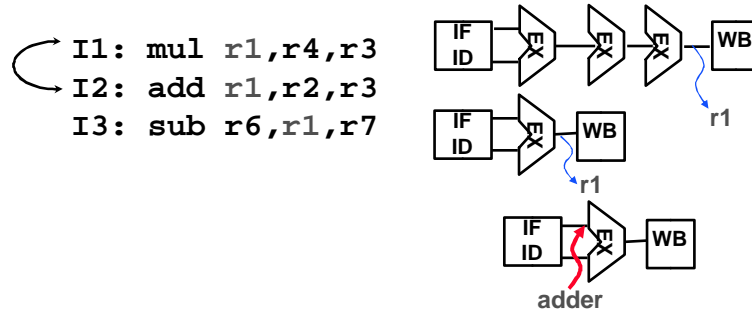 I1: mul r1,r4,r3
I2: add r1,r2,r3
I3: sub r6,r1,r7
IF
ID
EX
EX
EX
WB
r1
IF
ID
EX
WB
r1
IF
ID
EX
WB
adder